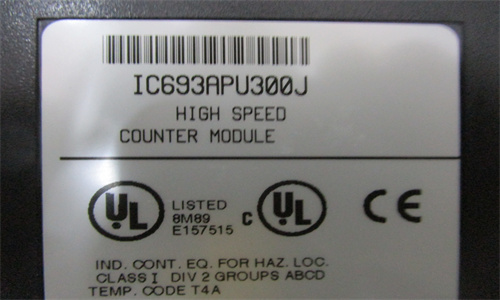 IC693APU300J
HIGH SPEED
COUNTER MODULE
UL LISTED
8M89
E157515
C UL CE
IND. CONT. EQ. FOR HAZ. LOC.
CLASS I DIV 2 GROUPS ABCD
TEMP. CODE T4A